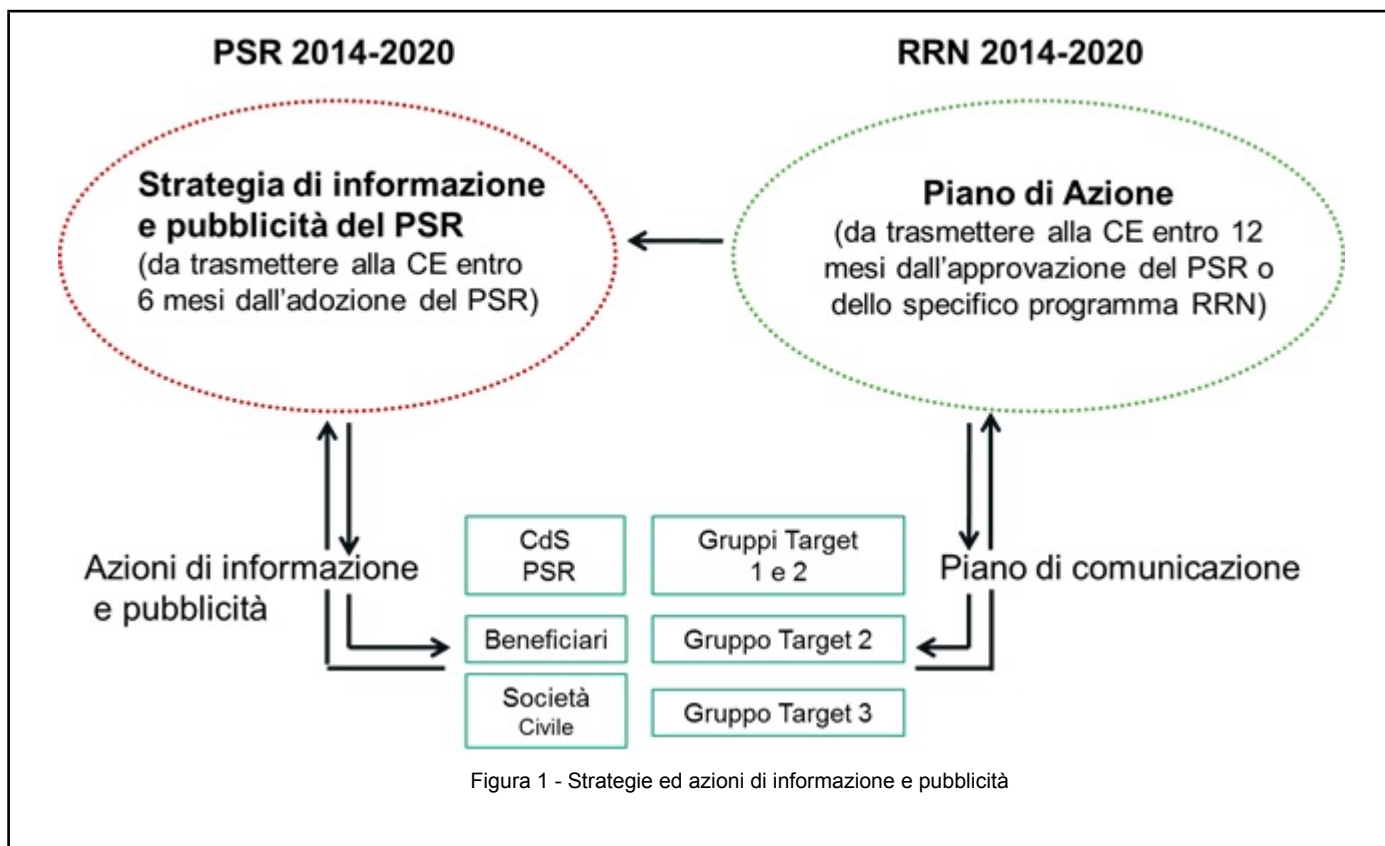 PSR 2014-2020
RRN 2014-2020
Strategia di informazione
e pubblicità del PSR
(da trasmettere alla CE entro
6 mesi dall'adozione del PSR)
Piano di Azione
(da trasmettere alla CE entro 12
mesi dall'approvazione del PSR o
dello specifico programma RRN)
Azioni di informazione
e pubblicità
CdS
PSR
Gruppi Target
1 e 2
Beneficiari
Gruppo Target 2
Società
Civile
Gruppo Target 3
Piano di comunicazione
Figura 1 - Strategie ed azioni di informazione e pubblicità